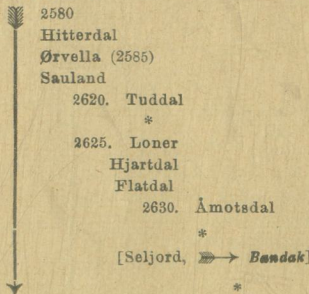 2580
Hitterdal
Ørvella (2585)
Sauland
2620. Tuddal
*
2625. Loner
Hjartdal
Flatdal
2630. Åmotsdal
*
[Seljord, ➳→ Bandak]
*